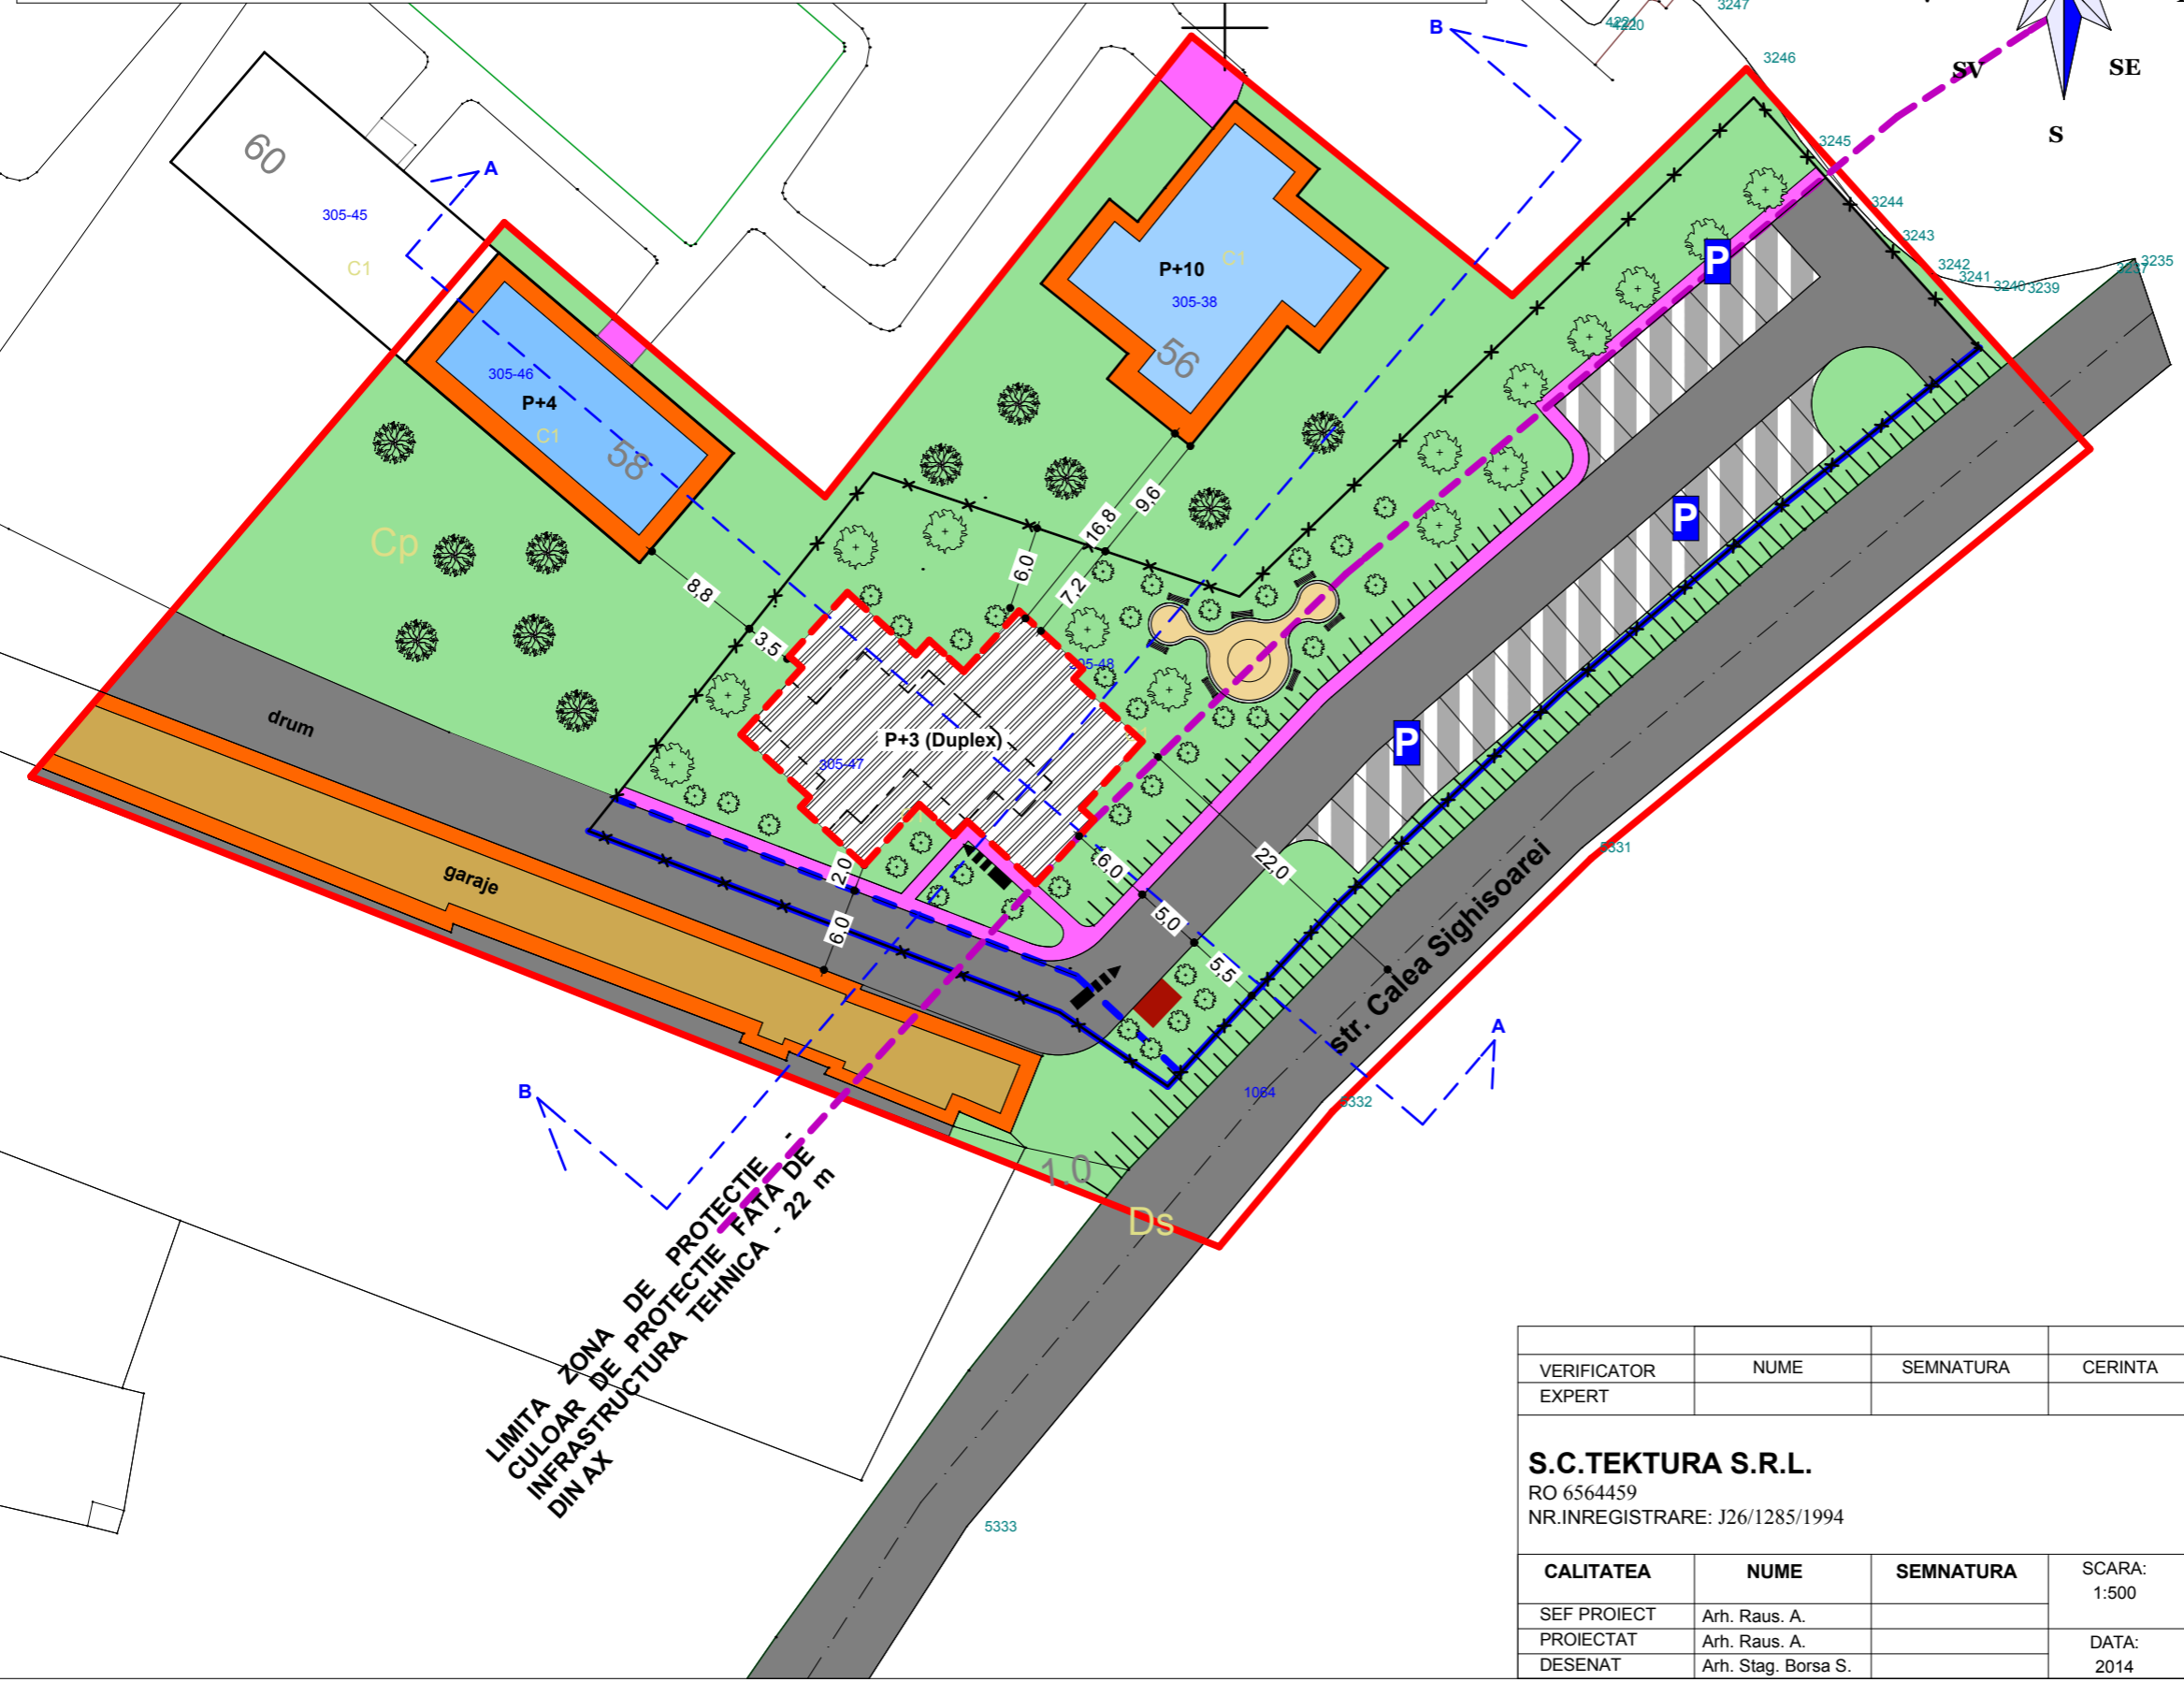 3247
4221
4220
B
3246
SV
SE
S
3245
60
A
305-45
C1
3244
3243
3242
3241
3240
3239
3237
3235
P+10
C1
305-38
56
P
305-46
P+4
C1
58
Cp
16,8
9,6
6,0
7,2
8,8
3,5
P
305-48
P+3 (Duplex)
305-47
P
drum
garaje
2,0
6,0
6,0
22,0
5,0
5,5
5331
str. Calea Sighisoarei
A
1064
5332
B
1.0
Ds
LIMITA ZONA DE PROTECTIE -
CULOAR DE PROTECTIE FATA DE
INFRASTRUCTURA TEHNICA - 22 m
DIN AX
5333
VERIFICATOR NUME SEMNATURA CERINTA
EXPERT
S.C.TEKTURA S.R.L.
RO 6564459
NR.INREGISTRARE: J26/1285/1994
CALITATEA NUME SEMNATURA SCARA:
1:500
SEF PROIECT Arh. Raus. A.
PROIECTAT Arh. Raus. A. DATA:
DESENAT Arh. Stag. Borsa S. 2014